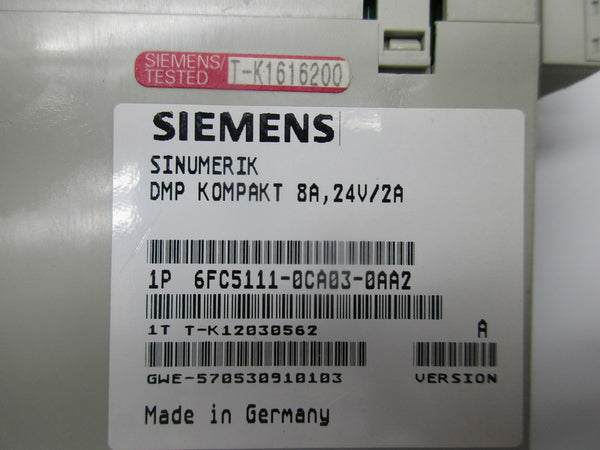 SIEMENS/
TESTED
T-K1616200
SIEMENS
SINUMERIK
DMP KOMPAKT 8A,24V/2A
1P 6FC5111-0CA03-0AA2
1T T-K12030562
A
GWE-570530910103
VERSION
Made in Germany